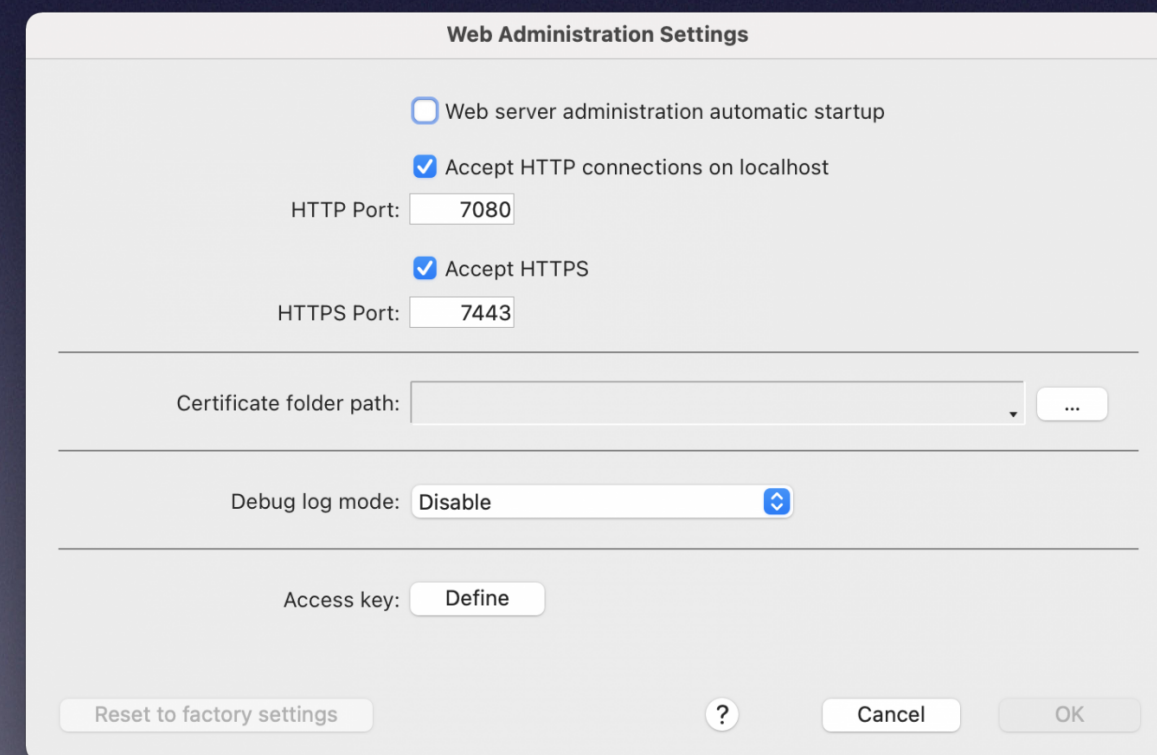 Web Administration Settings
Web server administration automatic startup
Accept HTTP connections on localhost
HTTP Port: 7080
Accept HTTPS
HTTPS Port: 7443
Certificate folder path: ...
Debug log mode: Disable
Access key: Define
Reset to factory settings ? Cancel OK